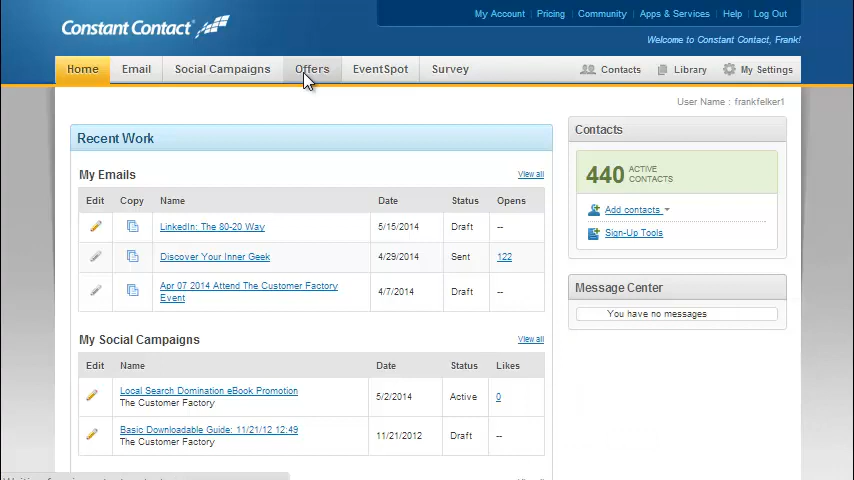 Constant Contact®
My Account | Pricing | Community | Apps & Services | Help | Log Out
Welcome to Constant Contact, Frank!
Home Email Social Campaigns Offers EventSpot Survey Contacts Library My Settings
User Name : frankfelker1
Recent Work
My Emails View all
Edit Copy Name Date Status Opens
LinkedIn: The 80-20 Way 5/15/2014 Draft --
Discover Your Inner Geek 4/29/2014 Sent 122
Apr 07 2014 Attend The Customer Factory
Event
4/7/2014 Draft --
My Social Campaigns View all
Edit Name Date Status Likes
Local Search Domination eBook Promotion
The Customer Factory
5/2/2014 Active 0
Basic Downloadable Guide: 11/21/12 12:49
The Customer Factory
11/21/2012 Draft --
Contacts
440 ACTIVE
CONTACTS
Add contacts
Sign-Up Tools
Message Center
You have no messages